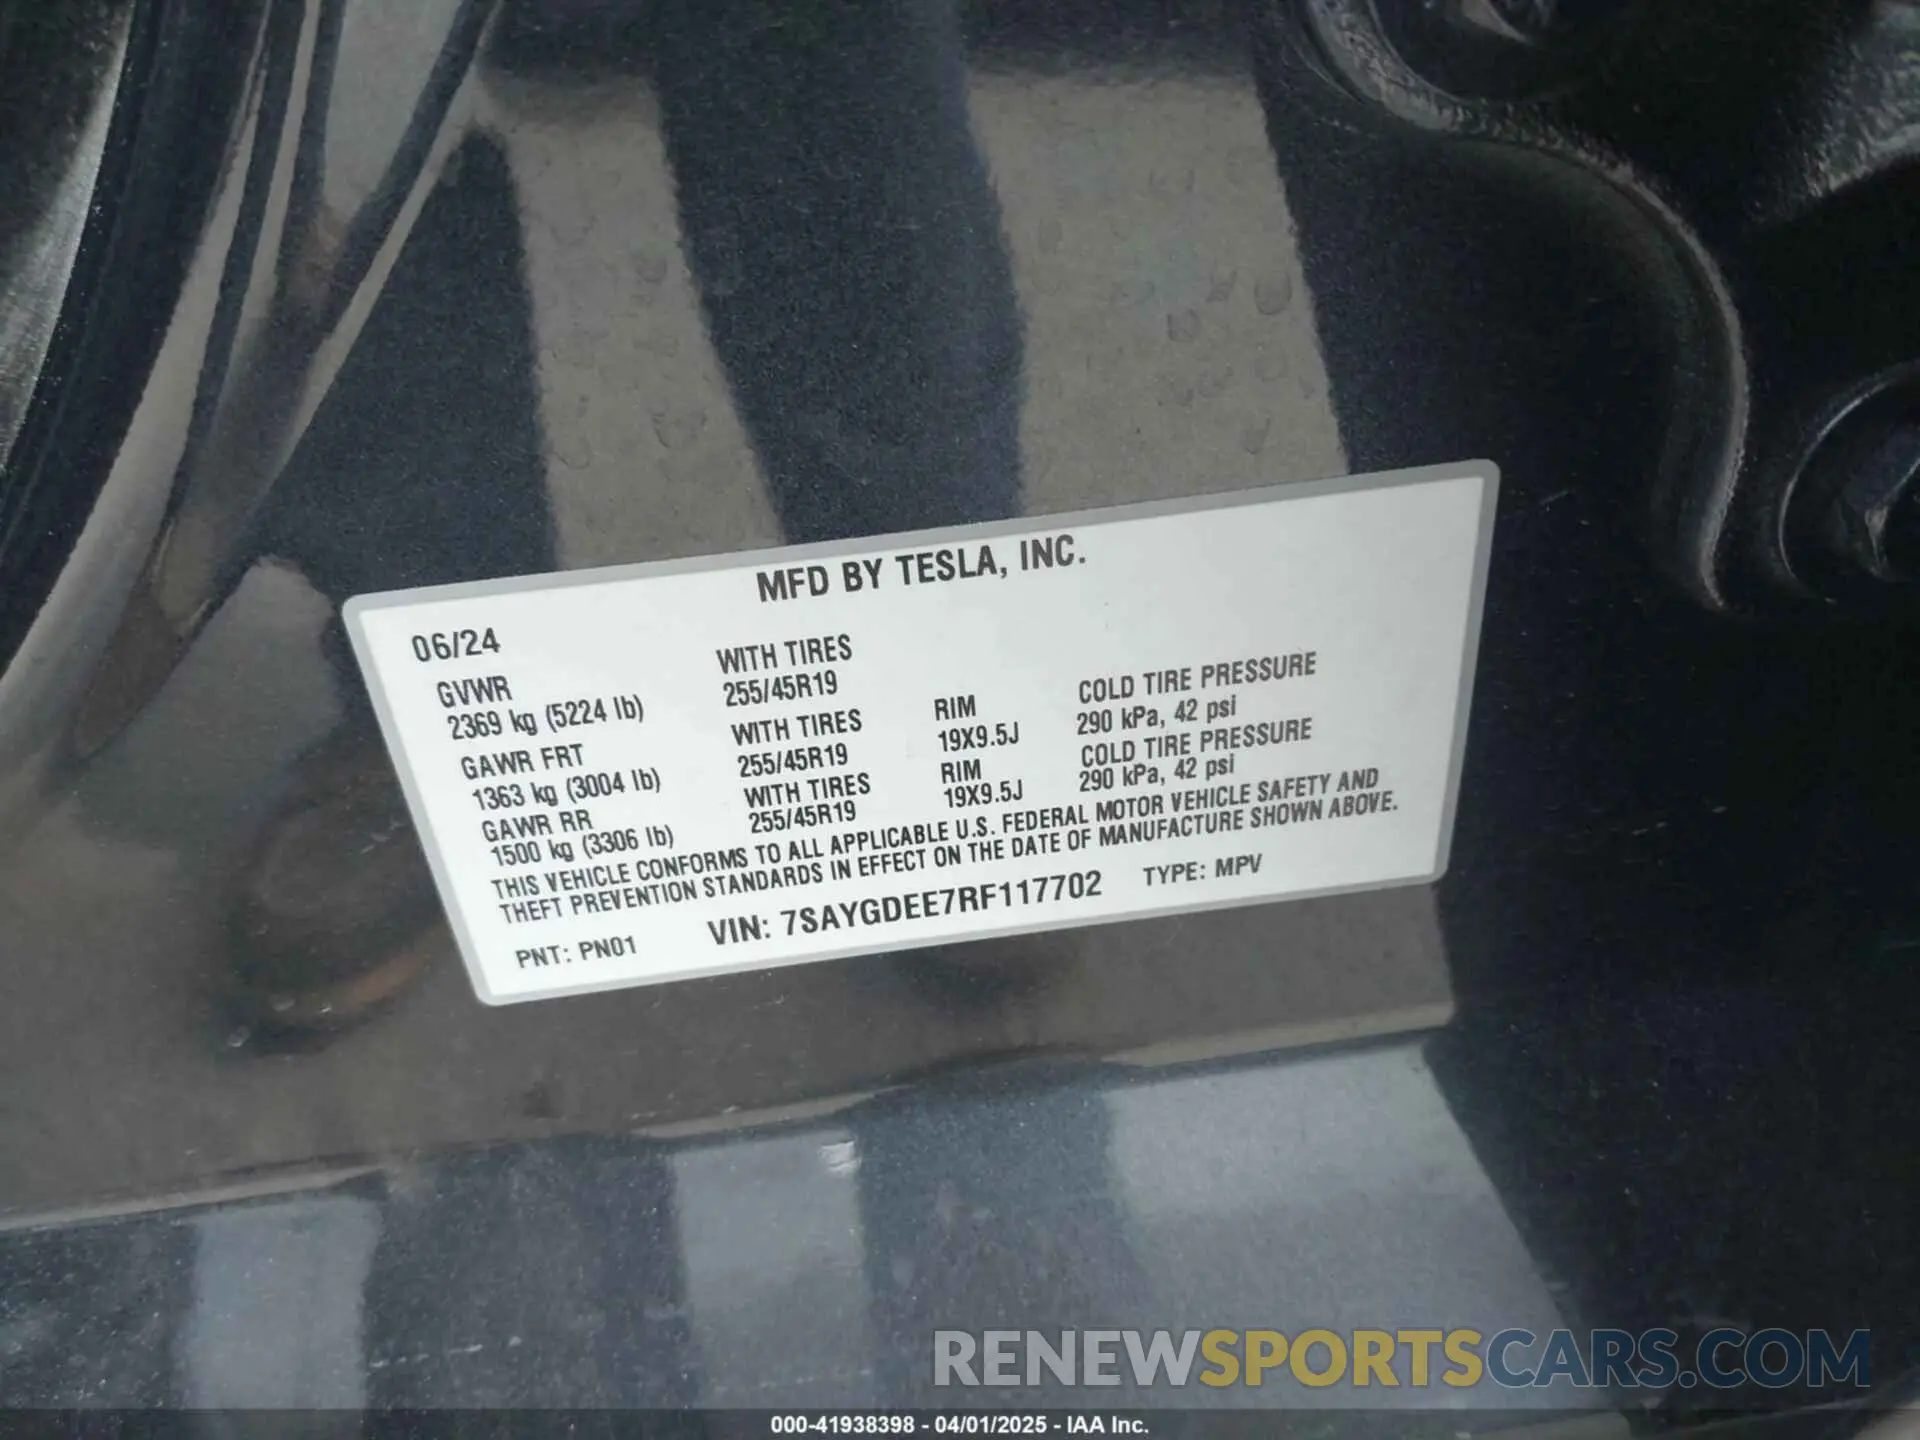 MFD BY TESLA, INC.
06/24
GVWR
2369 kg (5224 lb)
WITH TIRES
255/45R19
GAWR FRT
1363 kg (3004 lb)
WITH TIRES
255/45R19
RIM
19X9.5J
COLD TIRE PRESSURE
290 kPa, 42 psi
GAWR RR
1500 kg (3306 lb)
WITH TIRES
255/45R19
RIM
19X9.5J
COLD TIRE PRESSURE
290 kPa, 42 psi
THIS VEHICLE CONFORMS TO ALL APPLICABLE U.S. FEDERAL MOTOR VEHICLE SAFETY AND
THEFT PREVENTION STANDARDS IN EFFECT ON THE DATE OF MANUFACTURE SHOWN ABOVE.
PNT: PN01 VIN: 7SAYGDEE7RF117702 TYPE: MPV
RENEWSPORTSCARS.COM
000-41938398 - 04/01/2025 - IAA Inc.